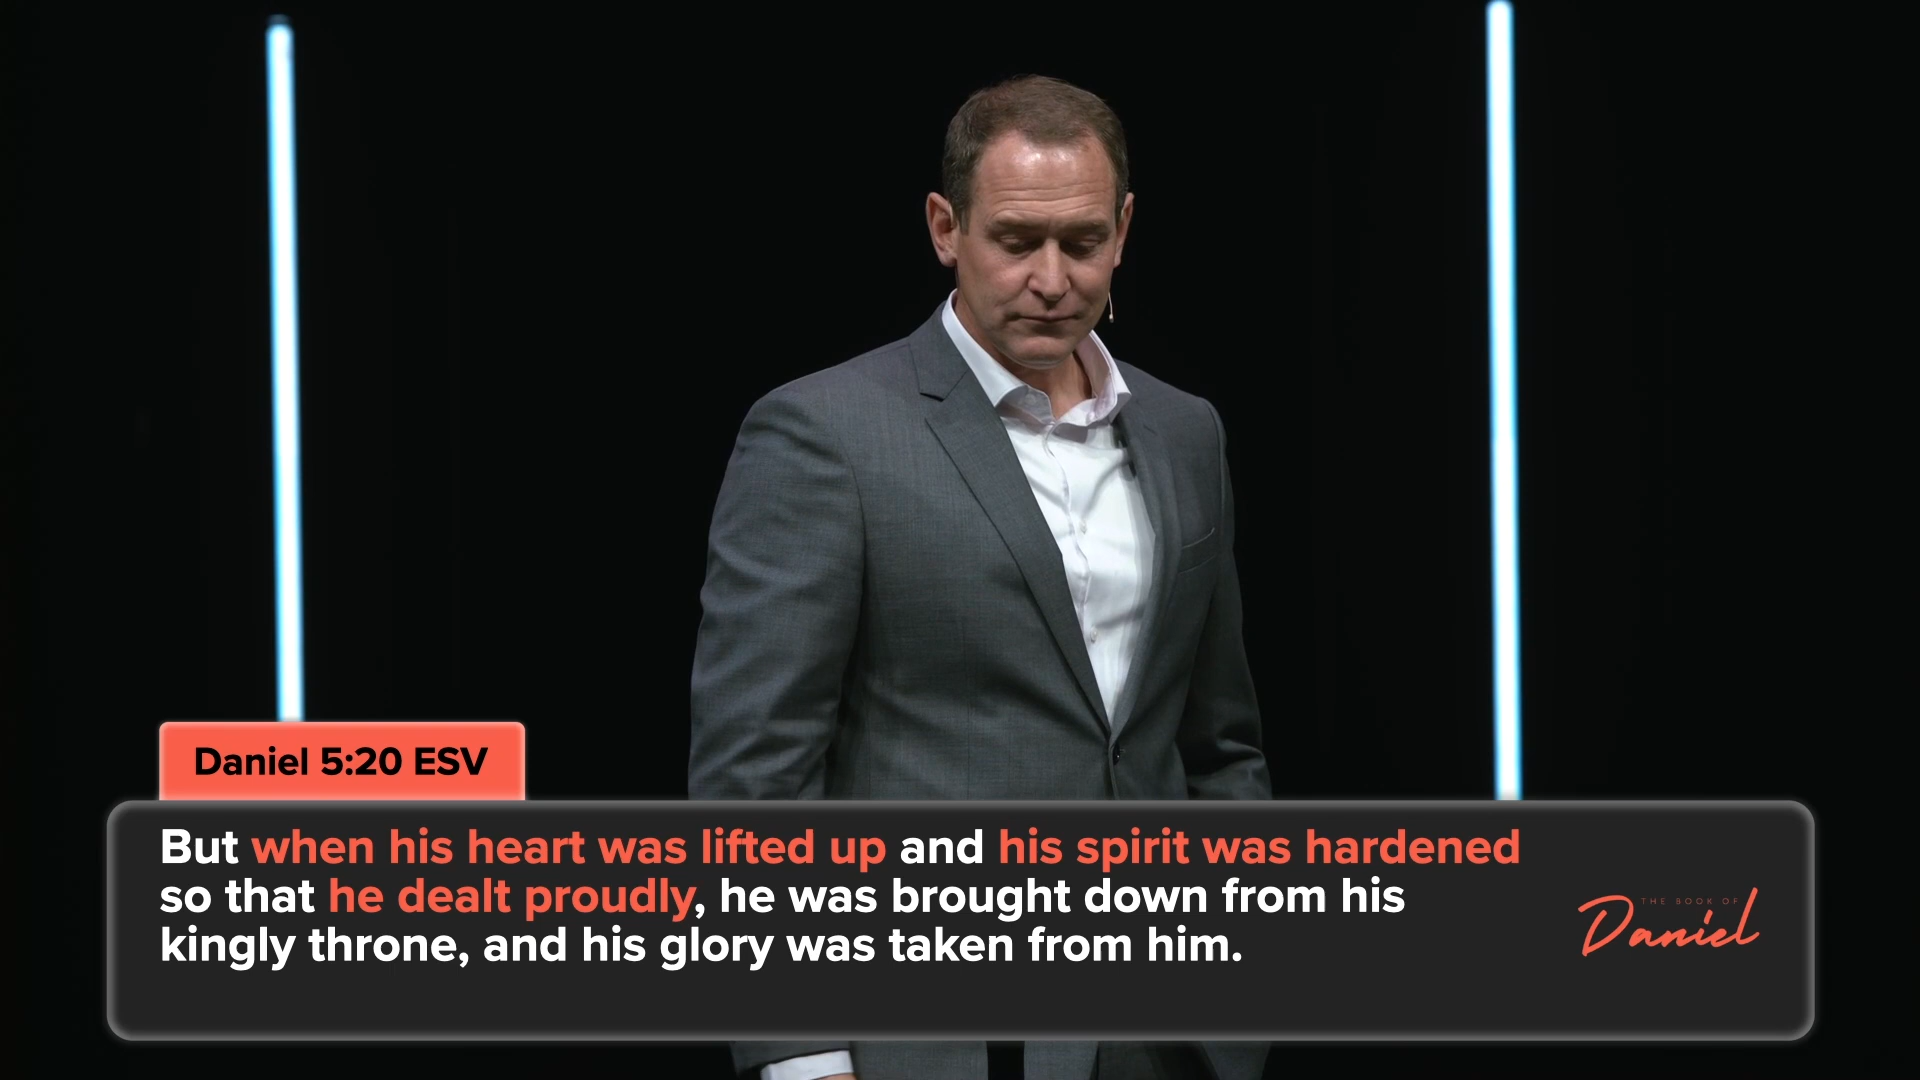 Daniel 5:20 ESV
But when his heart was lifted up and his spirit was hardened
so that he dealt proudly, he was brought down from his
kingly throne, and his glory was taken from him.
THE BOOK OF
Daniel